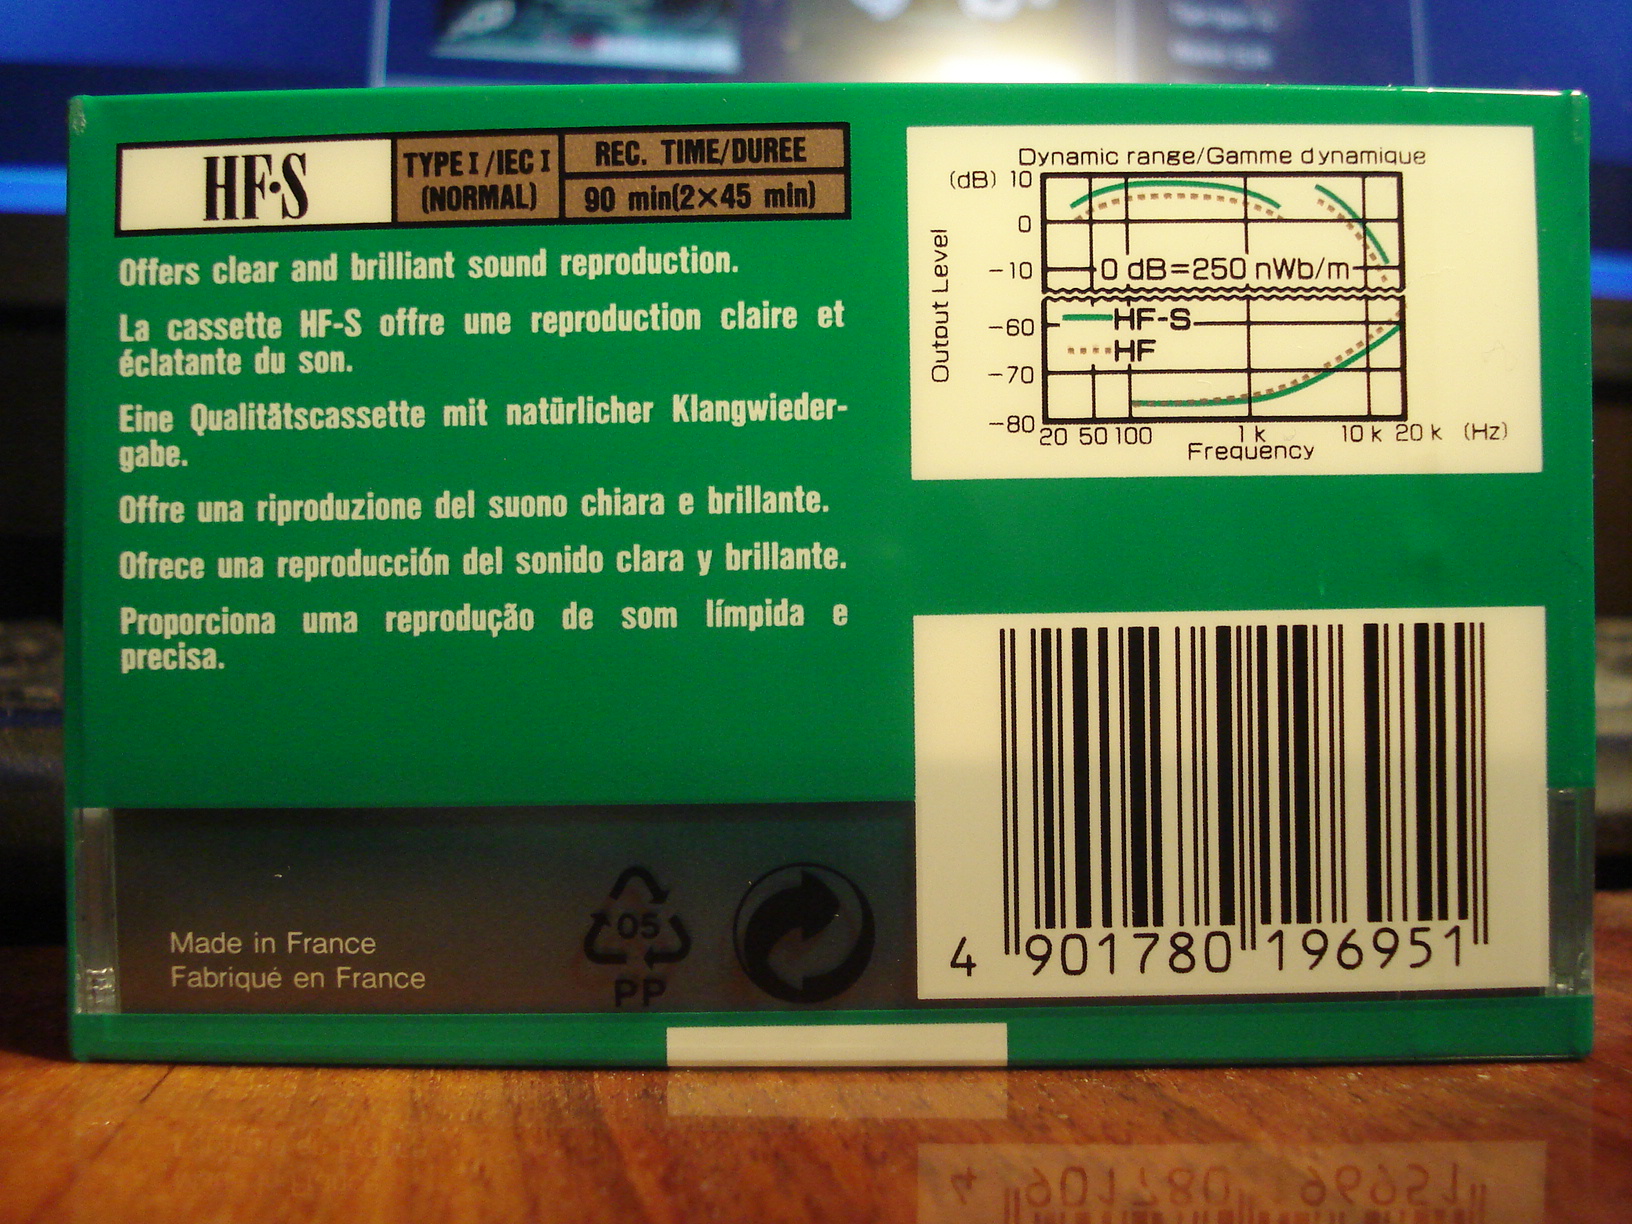 HF·S
TYPE I/IEC I
(NORMAL)
REC. TIME/DUREE
90 min(2×45 min)
Offers clear and brilliant sound reproduction.
La cassette HF-S offre une reproduction claire et
éclatante du son.
Eine Qualitätscassette mit natürlicher Klangwieder-
gabe.
Offre una riproduzione del suono chiara e brillante.
Ofrece una reproducción del sonido clara y brillante.
Proporciona uma reprodução de som límpida e
precisa.
Made in France
Fabriqué en France
05
PP
Dynamic range/Gamme dynamique
(dB) 10
0
-10
-60
-70
-80
Output Level
0 dB=250 nWb/m
HF-S
HF
20 50 100 1 k 10 k 20 k (Hz)
Frequency
4 901780 196951